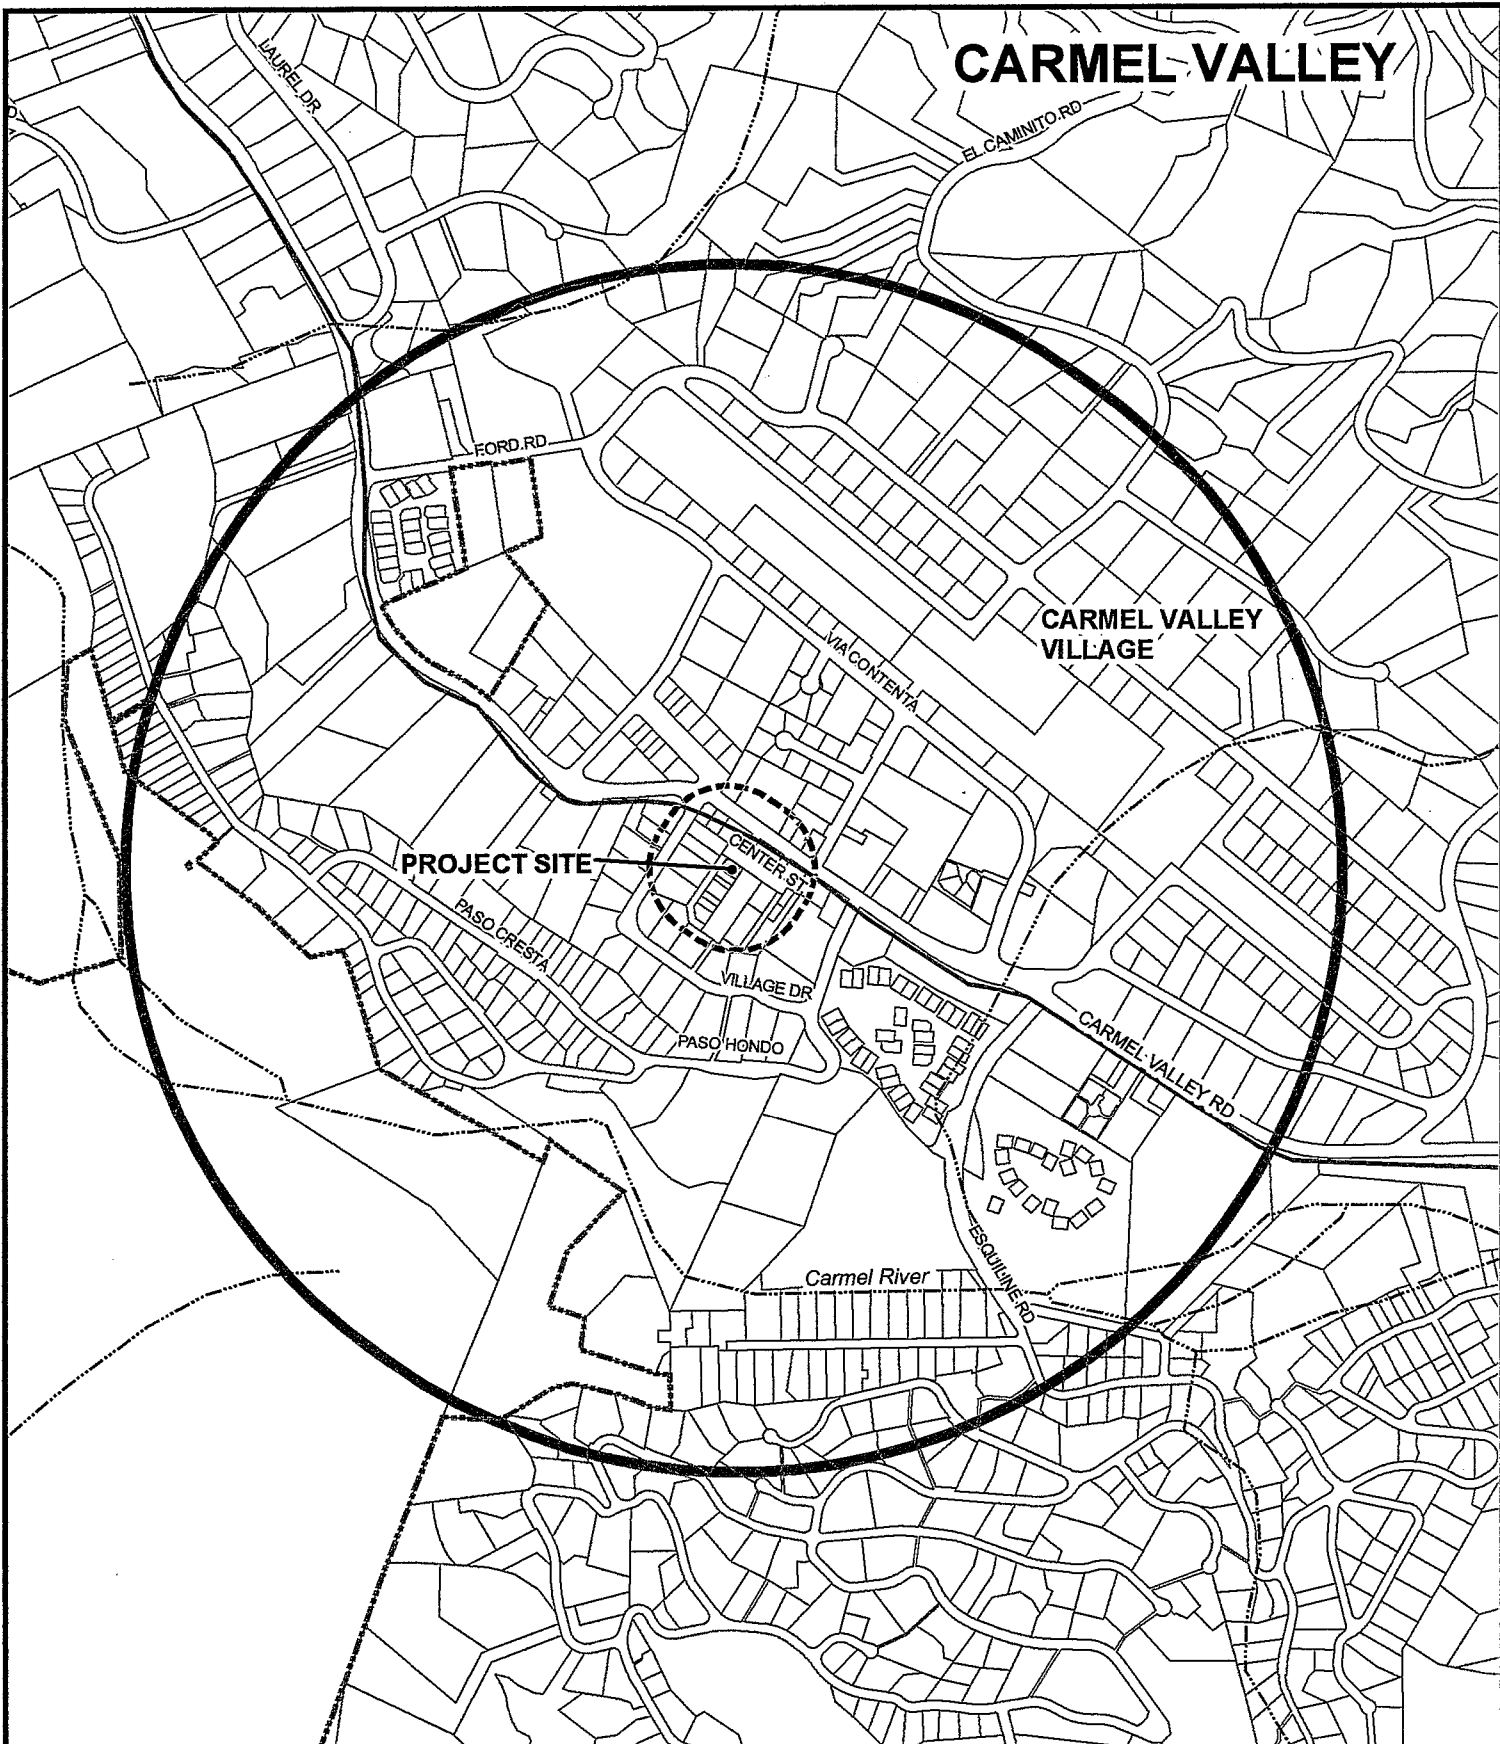 CARMEL VALLEY
LAUREL DR
EL CAMINITO RD
FORD RD
CARMEL VALLEY
VILLAGE
VIA CONTENTA
PROJECT SITE
CENTER ST
PASO CRESTA
VILLAGE DR
PASO HONDO
CARMEL VALLEY RD
ESQUILINE RD
Carmel River